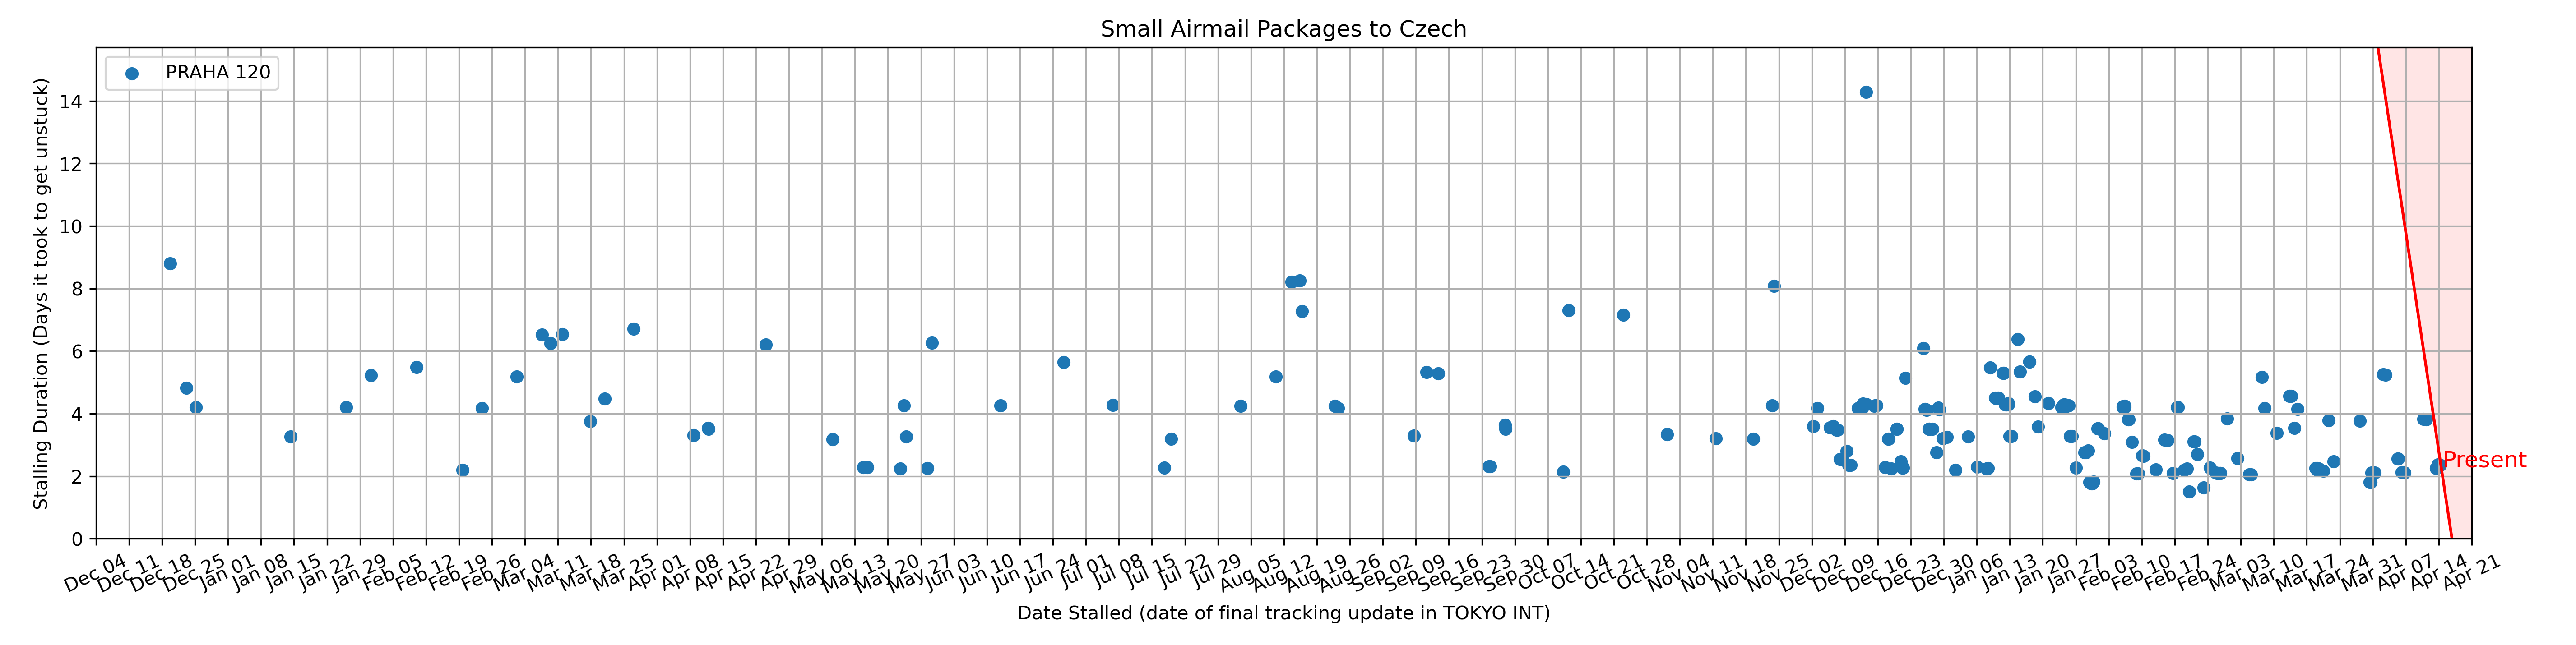 Small Airmail Packages to Czech
PRAHA 120
Stalling Duration (Days it took to get unstuck)
14
12
10
8
6
4
2
0
Present
Dec 04
Dec 11
Dec 18
Dec 25
Jan 01
Jan 08
Jan 15
Jan 22
Jan 29
Feb 05
Feb 12
Feb 19
Feb 26
Mar 04
Mar 11
Mar 18
Mar 25
Apr 01
Apr 08
Apr 15
Apr 22
Apr 29
May 06
May 13
May 20
May 27
Jun 03
Jun 10
Jun 17
Jun 24
Jul 01
Jul 08
Jul 15
Jul 22
Jul 29
Aug 05
Aug 12
Aug 19
Aug 26
Sep 02
Sep 09
Sep 16
Sep 23
Sep 30
Oct 07
Oct 14
Oct 21
Oct 28
Nov 04
Nov 11
Nov 18
Nov 25
Dec 02
Dec 09
Dec 16
Dec 23
Dec 30
Jan 06
Jan 13
Jan 20
Jan 27
Feb 03
Feb 10
Feb 17
Feb 24
Mar 03
Mar 10
Mar 17
Mar 24
Mar 31
Apr 07
Apr 14
Apr 21
Date Stalled (date of final tracking update in TOKYO INT)